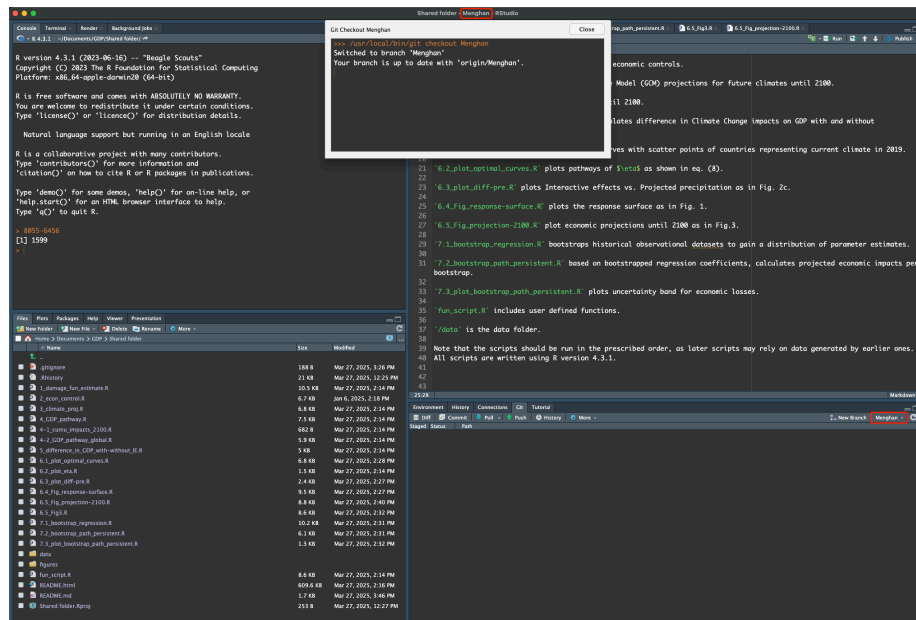 Shared folder - Menghan - RStudio
Console Terminal Render Background Jobs
R 4.3.1 · ~/Documents/GDP/Shared folder/
R version 4.3.1 (2023-06-16) -- "Beagle Scouts"
Copyright (C) 2023 The R Foundation for Statistical Computing
Platform: x86_64-apple-darwin20 (64-bit)
R is free software and comes with ABSOLUTELY NO WARRANTY.
You are welcome to redistribute it under certain conditions.
Type 'license()' or 'licence()' for distribution details.
Natural language support but running in an English locale
R is a collaborative project with many contributors.
Type 'contributors()' for more information and
'citation()' on how to cite R or R packages in publications.
Type 'demo()' for some demos, 'help()' for on-line help, or
'help.start()' for an HTML browser interface to help.
Type 'q()' to quit R.
> 8055-6456
[1] 1599
>
Git Checkout Menghan
Close
>>> /usr/local/bin/git checkout Menghan
Switched to branch 'Menghan'
Your branch is up to date with 'origin/Menghan'.
rap_path_persistent.R 6.5_Fig3.R 6.5_Fig_projection-2100.R
Run Publish
economic controls.
Model (GCM) projections for future climates until 2100.
il 2100.
lates difference in Climate Change impacts on GDP with and without
ves with scatter points of countries representing current climate in 2019.
20
21 `6.2_plot_optimal_curves.R` plots pathways of $\eta$ as shown in eq. (8).
22
23 `6.3_plot_diff-pre.R` plots Interactive effects vs. Projected precipitation as in Fig. 2c.
24
25 `6.4_Fig_response-surface.R` plots the response surface as in Fig. 1.
26
27 `6.5_Fig_projection-2100.R` plot economic projections until 2100 as in Fig.3.
28
29 `7.1_bootstrap_regression.R` bootstraps historical observational datasets to gain a distribution of parameter estimates.
30
31 `7.2_bootstrap_path_persistent.R` based on bootstrapped regression coefficients, calculates projected economic impacts pe
bootstrap.
32
33 `7.3_plot_bootstrap_path_persistent.R` plots uncertainty band for economic losses.
34
35 `fun_script.R` includes user defined functions.
36
37 `/data` is the data folder.
38
39 Note that the scripts should be run in the prescribed order, as later scripts may rely on data generated by earlier ones.
40 All scripts are written using R version 4.3.1.
41
42
43
25:28 Markdown
Files Plots Packages Help Viewer Presentation
New Folder New File Delete Rename More
Home > Documents > GDP > Shared folder
Name Size Modified
..
.gitignore 188 B Mar 27, 2025, 3:26 PM
.Rhistory 21 KB Mar 27, 2025, 12:25 PM
1_damage_fun_estimate.R 10.5 KB Mar 27, 2025, 2:14 PM
2_econ_control.R 6.7 KB Jan 6, 2025, 2:18 PM
3_climate_proj.R 6.8 KB Mar 27, 2025, 2:14 PM
4_GDP_pathway.R 7.5 KB Mar 27, 2025, 2:14 PM
4-1_cumu_impacts_2100.R 682 B Mar 27, 2025, 2:14 PM
4-2_GDP_pathway_global.R 5.9 KB Mar 27, 2025, 2:14 PM
5_difference_in_GDP_with-without_IE.R 5 KB Mar 27, 2025, 2:14 PM
6.1_plot_optimal_curves.R 6.8 KB Mar 27, 2025, 2:28 PM
6.2_plot_eta.R 1.5 KB Mar 27, 2025, 2:14 PM
6.3_plot_diff-pre.R 2.4 KB Mar 27, 2025, 2:27 PM
6.4_Fig_response-surface.R 9.5 KB Mar 27, 2025, 2:27 PM
6.5_Fig_projection-2100.R 8.8 KB Mar 27, 2025, 2:40 PM
6.5_Fig3.R 8.6 KB Mar 27, 2025, 2:32 PM
7.1_bootstrap_regression.R 10.2 KB Mar 27, 2025, 2:31 PM
7.2_bootstrap_path_persistent.R 6.1 KB Mar 27, 2025, 2:31 PM
7.3_plot_bootstrap_path_persistent.R 1.3 KB Mar 27, 2025, 2:32 PM
data
figures
fun_script.R 8.6 KB Mar 27, 2025, 2:14 PM
README.html 609.6 KB Mar 27, 2025, 2:16 PM
README.md 1.7 KB Mar 27, 2025, 3:46 PM
Shared folder.Rproj 253 B Mar 27, 2025, 12:27 PM
Environment History Connections Git Tutorial
Diff Commit Pull Push History More New Branch Menghan
Staged Status Path